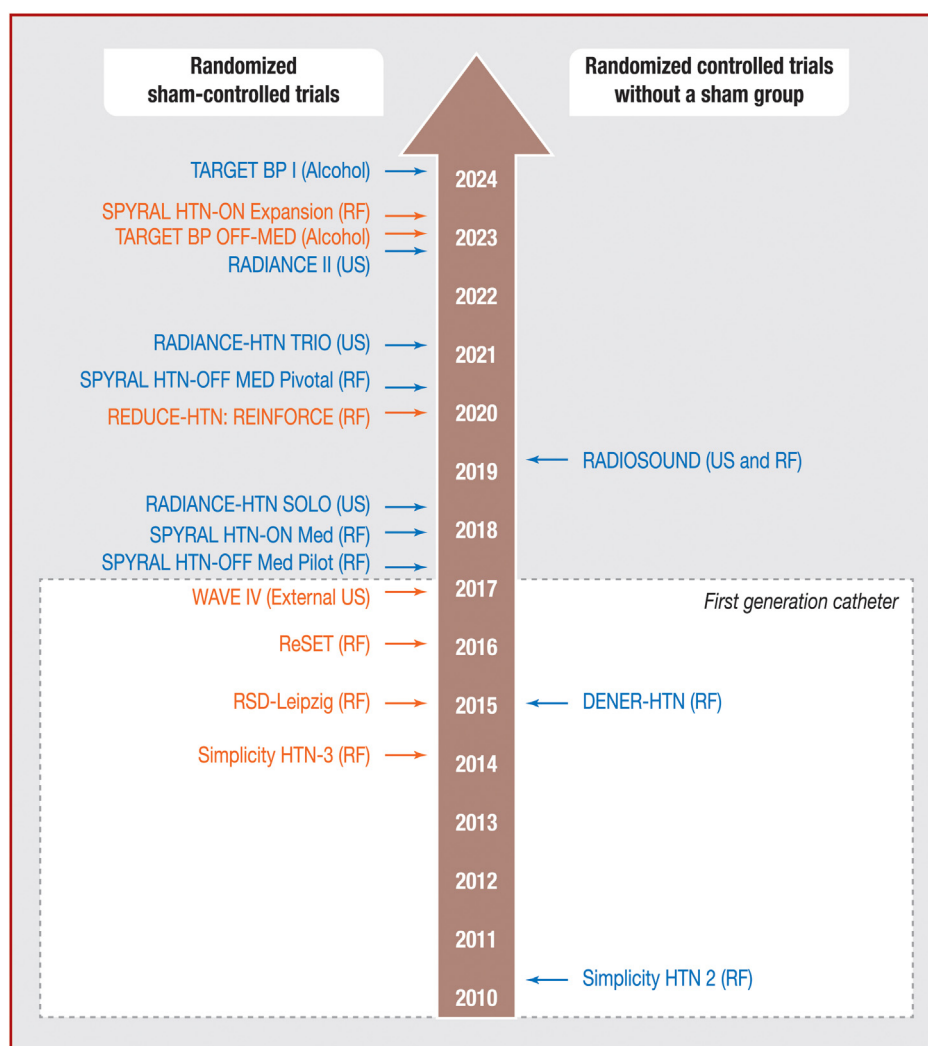 Randomized
sham-controlled trials
Randomized controlled trials
without a sham group
TARGET BP I (Alcohol)
2024
SPYRAL HTN-ON Expansion (RF)
TARGET BP OFF-MED (Alcohol)
2023
RADIANCE II (US)
2022
RADIANCE-HTN TRIO (US)
2021
SPYRAL HTN-OFF MED Pivotal (RF)
REDUCE-HTN: REINFORCE (RF)
2020
RADIOSOUND (US and RF)
2019
RADIANCE-HTN SOLO (US)
2018
SPYRAL HTN-ON Med (RF)
SPYRAL HTN-OFF Med Pilot (RF)
2017
WAVE IV (External US)
First generation catheter
ReSET (RF)
2016
RSD-Leipzig (RF)
2015
DENER-HTN (RF)
Simplicity HTN-3 (RF)
2014
2013
2012
2011
Simplicity HTN 2 (RF)
2010